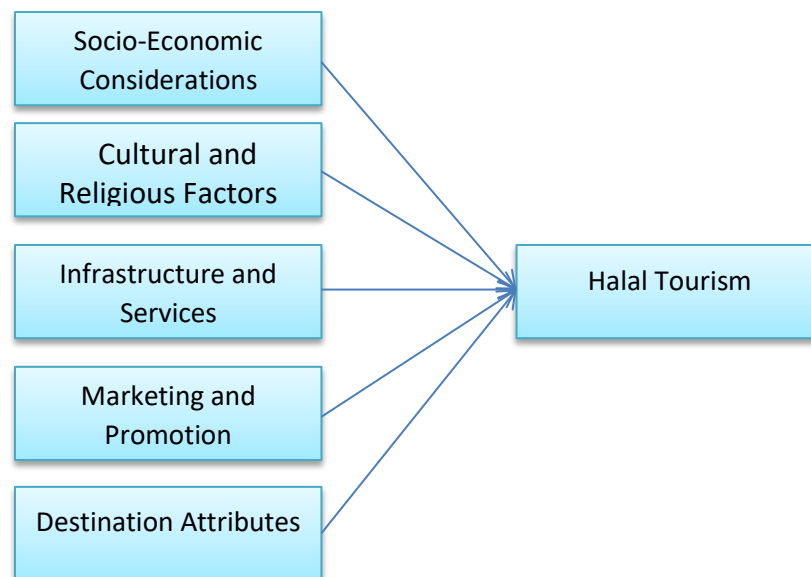 Socio-Economic
Considerations
Cultural and
Religious Factors
Infrastructure and
Services
Halal Tourism
Marketing and
Promotion
Destination Attributes